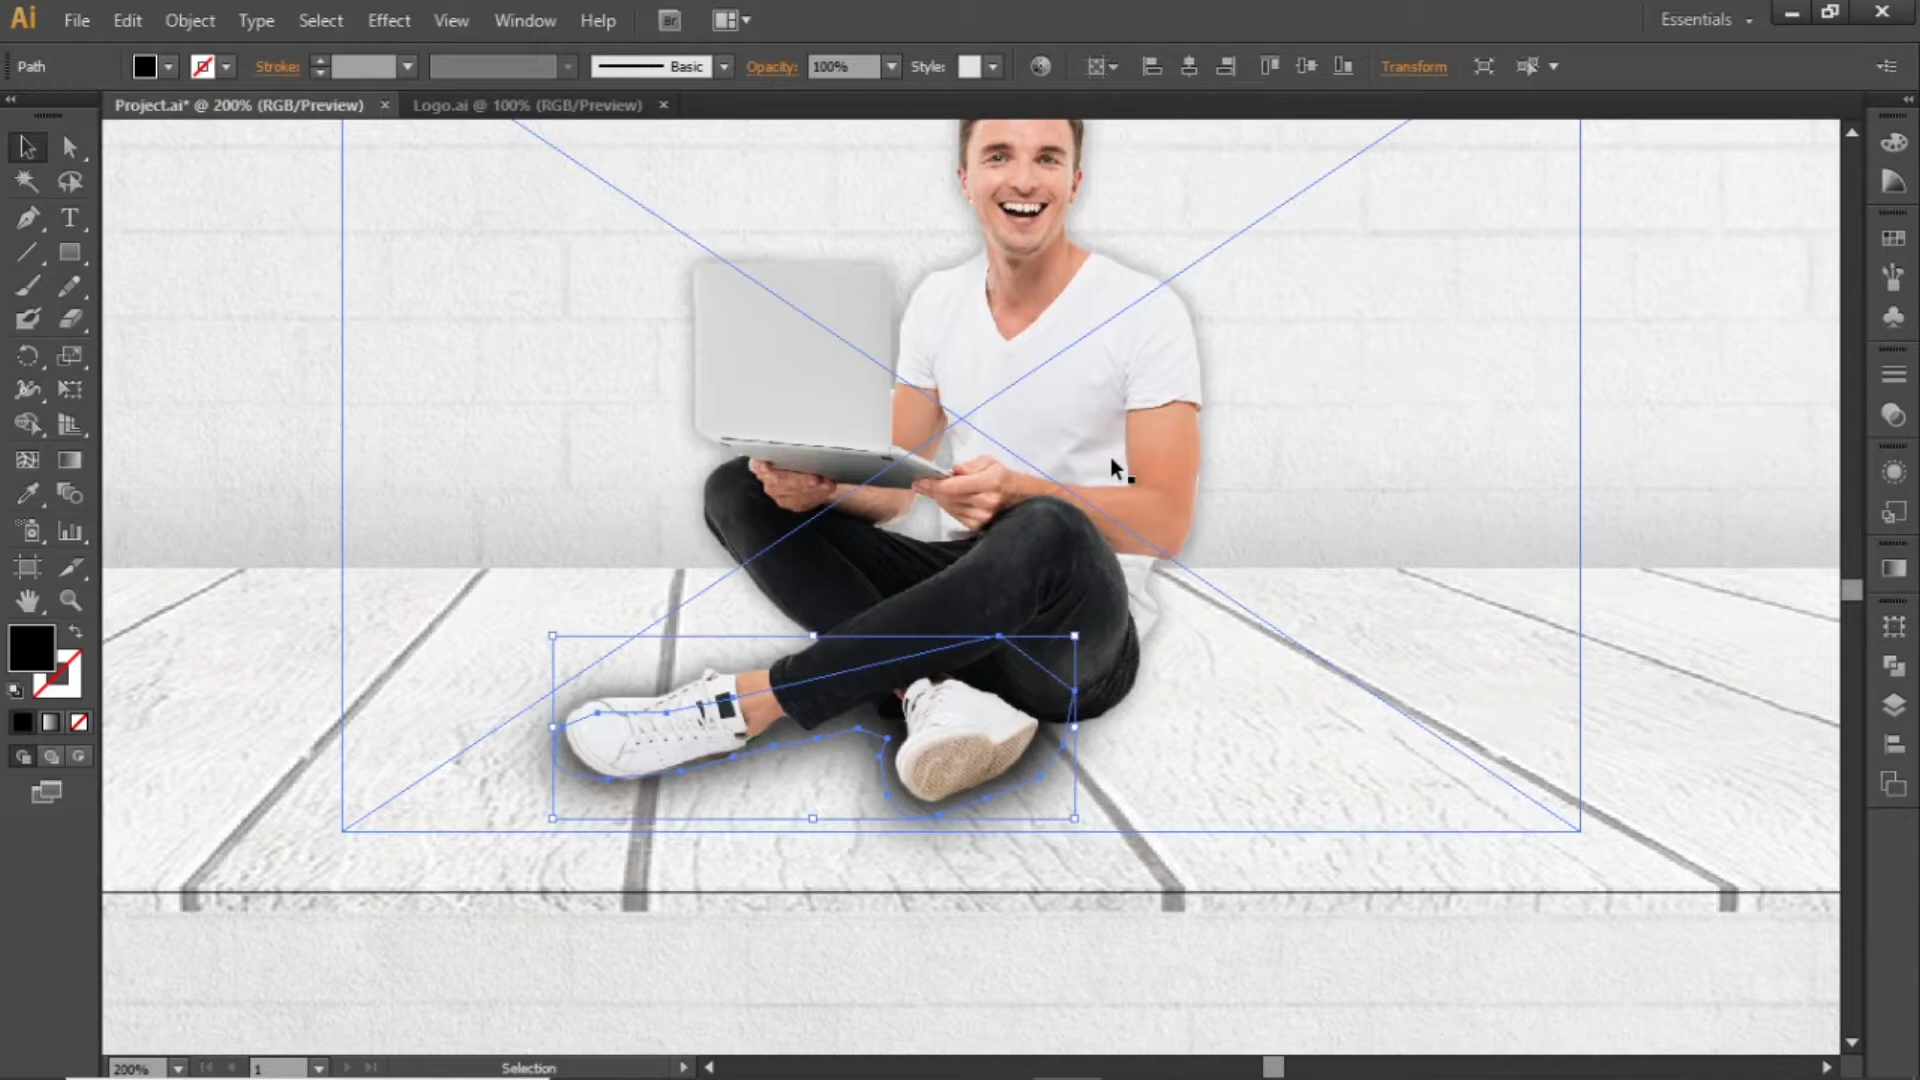 Ai File Edit Object Type Select Effect View Window Help Br Essentials
Path Stroke: Basic Opacity: 100% Style: Transform
Project.ai* @ 200% (RGB/Preview) × Logo.ai @ 100% (RGB/Preview) ×
T
200% 1 Selection